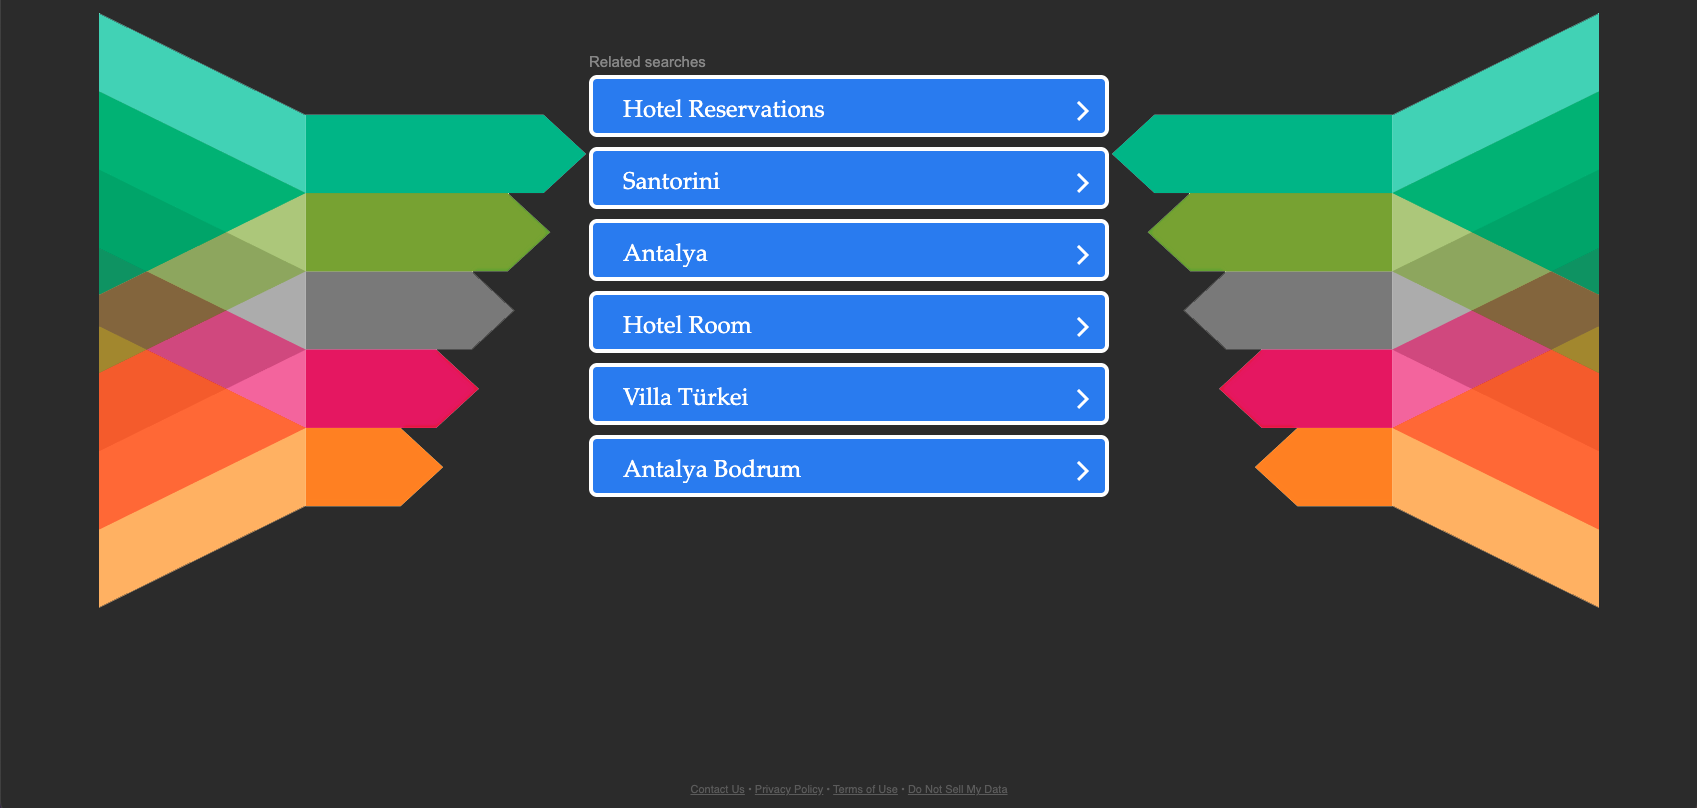 Related searches
Hotel Reservations
Santorini
Antalya
Hotel Room
Villa Türkei
Antalya Bodrum
Contact Us • Privacy Policy • Terms of Use • Do Not Sell My Data